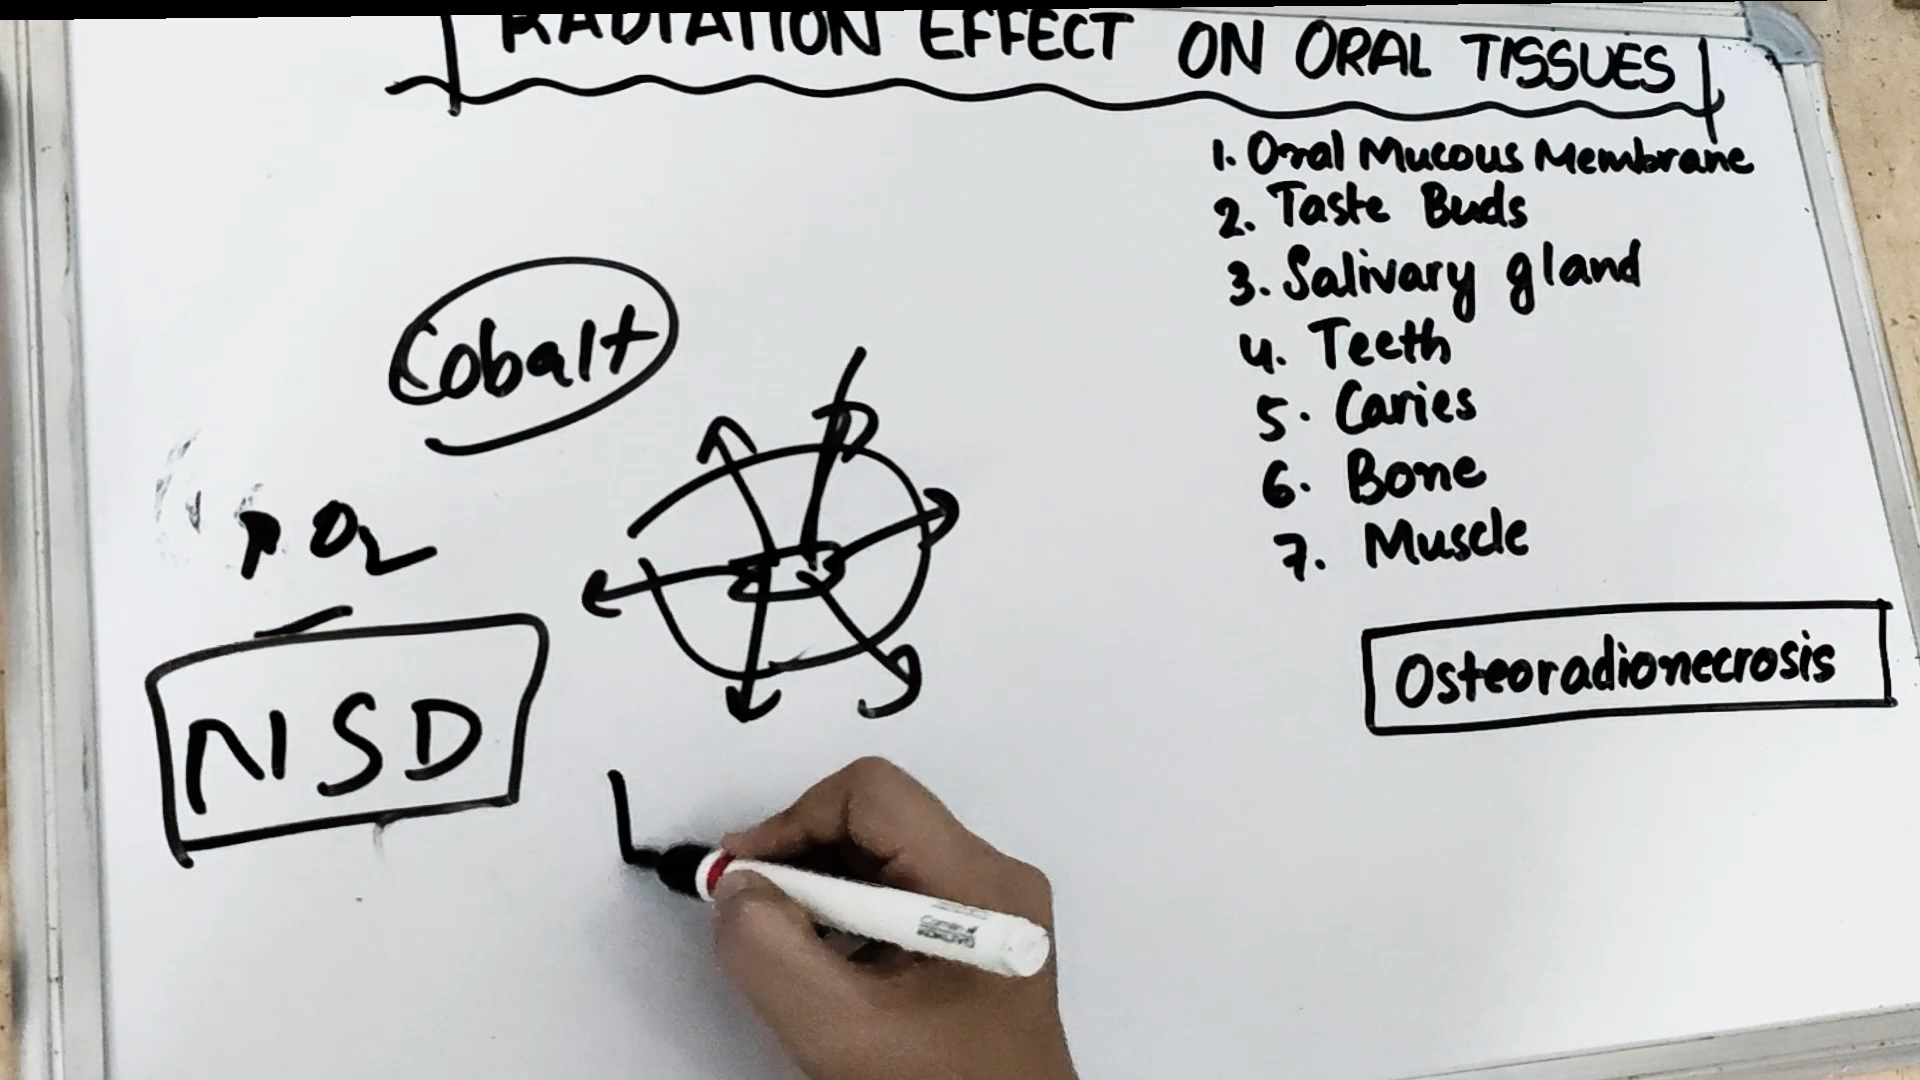 RADIATION EFFECT ON ORAL TISSUES
1. Oral Mucous Membrane
2. Taste Buds
3. Salivary gland
4. Teeth
5. Caries
6. Bone
7. Muscle
Osteoradionecrosis
Cobalt
O2
NSD